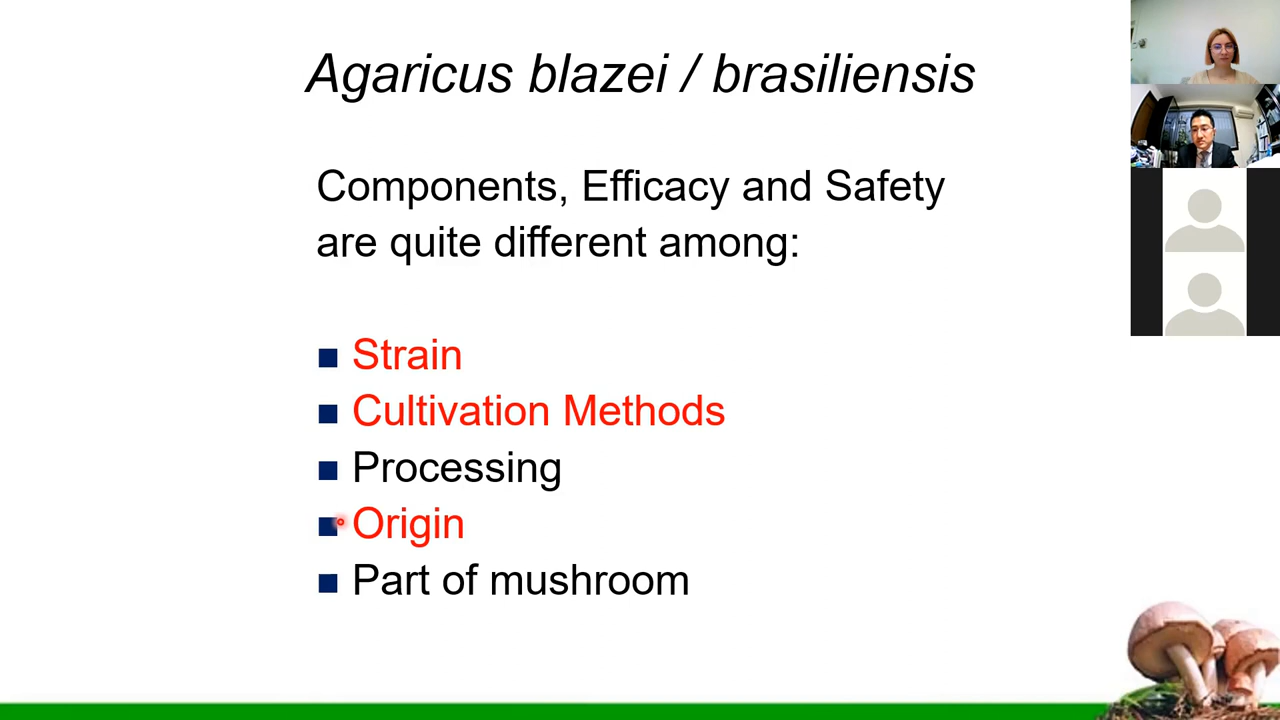 Agaricus blazei / brasiliensis
Components, Efficacy and Safety
are quite different among:
Strain
Cultivation Methods
Processing
Origin
Part of mushroom